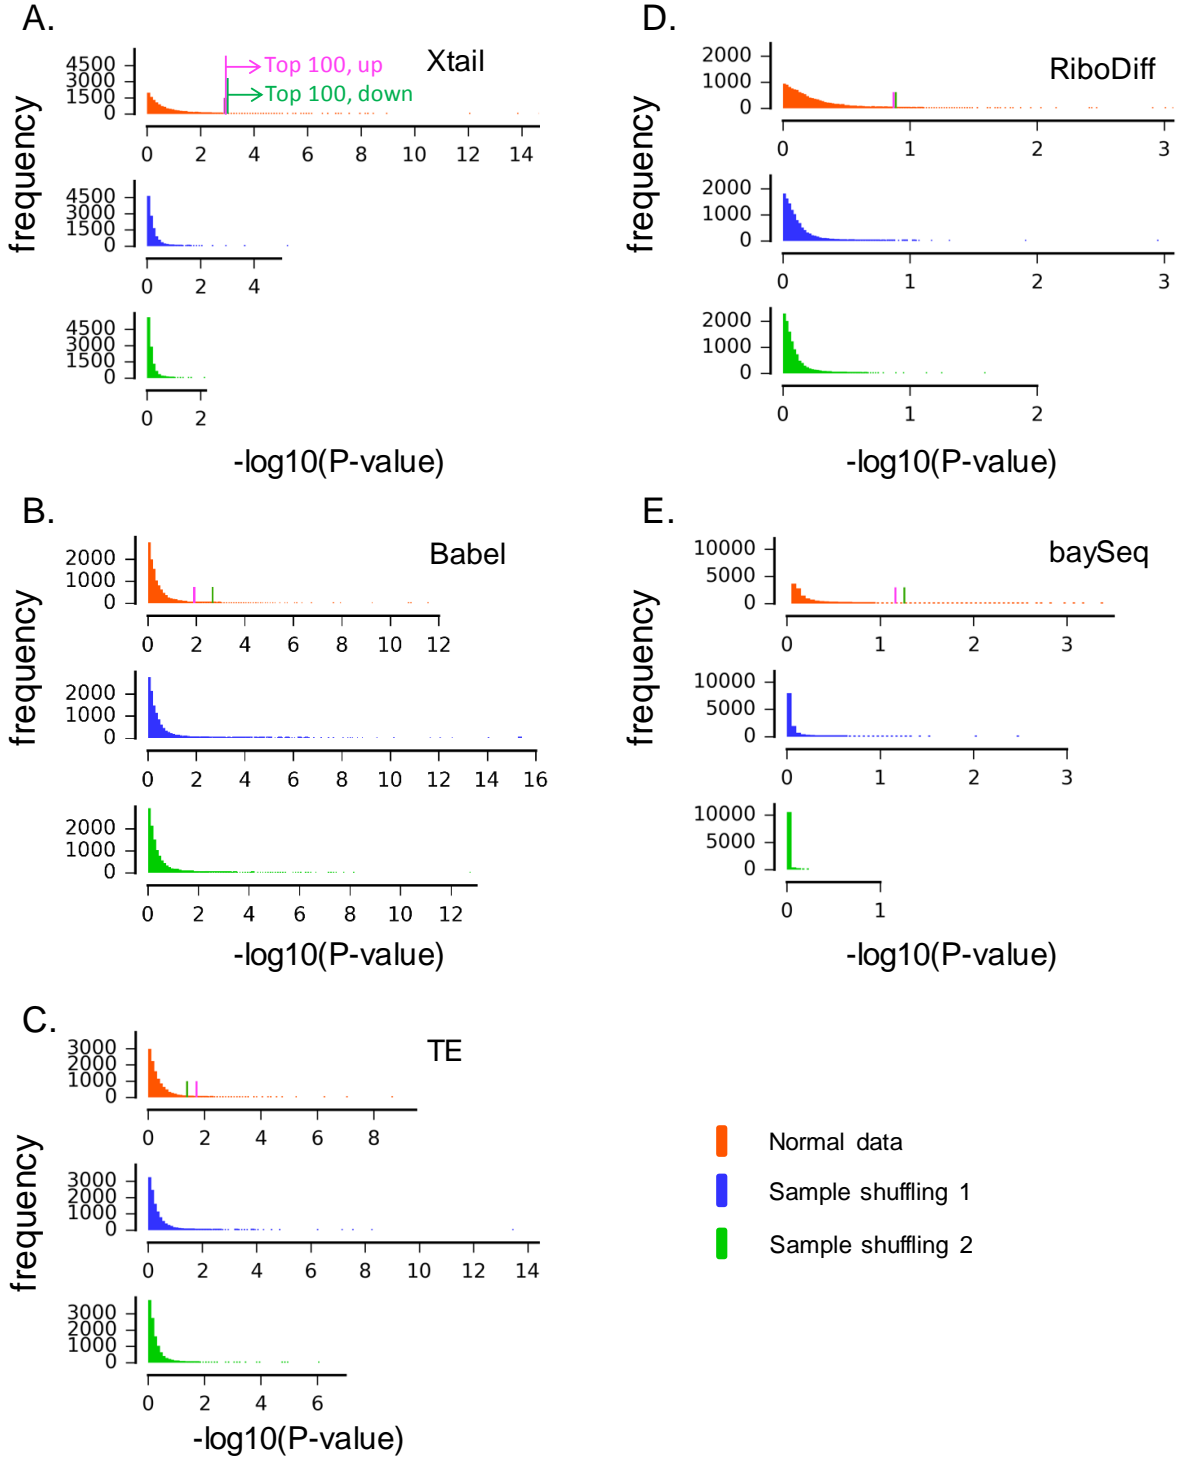 A.
Xtail
Top 100, up
Top 100, down
frequency
4500
3000
1500
0
0 2 4 6 8 10 12 14
4500
3000
1500
0
0 2 4
4500
3000
1500
0
0 2
-log10(P-value)
D.
RiboDiff
frequency
2000
1000
0
0 1 2 3
2000
1000
0
0 1 2 3
2000
1000
0
0 1 2
-log10(P-value)
B.
Babel
frequency
2000
1000
0
0 2 4 6 8 10 12
2000
1000
0
0 2 4 6 8 10 12 14 16
2000
1000
0
0 2 4 6 8 10 12
-log10(P-value)
E.
baySeq
frequency
10000
5000
0
0 1 2 3
10000
5000
0
0 1 2 3
10000
5000
0
0 1
-log10(P-value)
C.
TE
frequency
3000
2000
1000
0
0 2 4 6 8
3000
2000
1000
0
0 2 4 6 8 10 12 14
3000
2000
1000
0
0 2 4 6
-log10(P-value)
Normal data
Sample shuffling 1
Sample shuffling 2